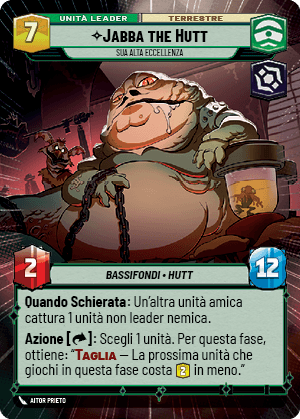 UNITÀ LEADER
TERRESTRE
7
JABBA THE HUTT
SUA ALTA ECCELLENZA
2
BASSIFONDI • HUTT
12
Quando Schierata: Un'altra unità amica
cattura 1 unità non leader nemica.
Azione [↷]: Scegli 1 unità. Per questa fase,
ottiene: "TAGLIA — La prossima unità che
giochi in questa fase costa 2 in meno."
AITOR PRIETO